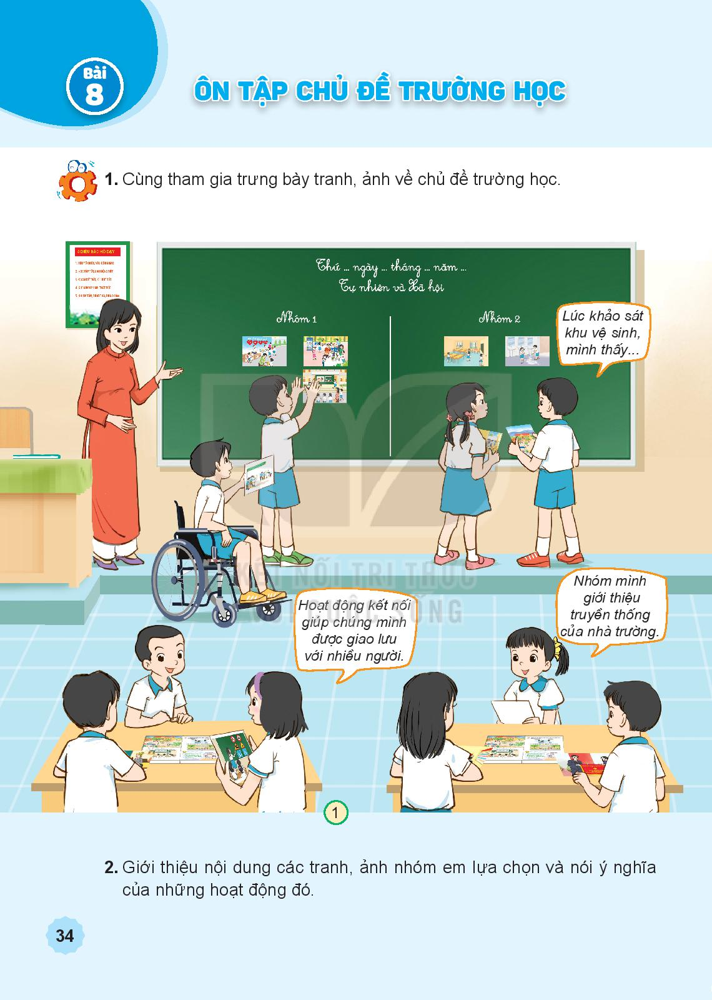 Bài
8
ÔN TẬP CHỦ ĐỀ TRƯỜNG HỌC
1. Cùng tham gia trưng bày tranh, ảnh về chủ đề trường học.
5 ĐIỀU BÁC HỒ DẠY
Thứ ... ngày ... tháng ... năm ...
Tự nhiên và Xã hội
Nhóm 1
Nhóm 2
Lúc khảo sát
khu vệ sinh,
mình thấy...
KẾT NỐI TRI THỨC
CUỘC SỐNG
Nhóm mình
giới thiệu
truyền thống
của nhà trường.
Hoạt động kết nối
giúp chúng mình
được giao lưu
với nhiều người.
1
2. Giới thiệu nội dung các tranh, ảnh nhóm em lựa chọn và nói ý nghĩa
của những hoạt động đó.
34